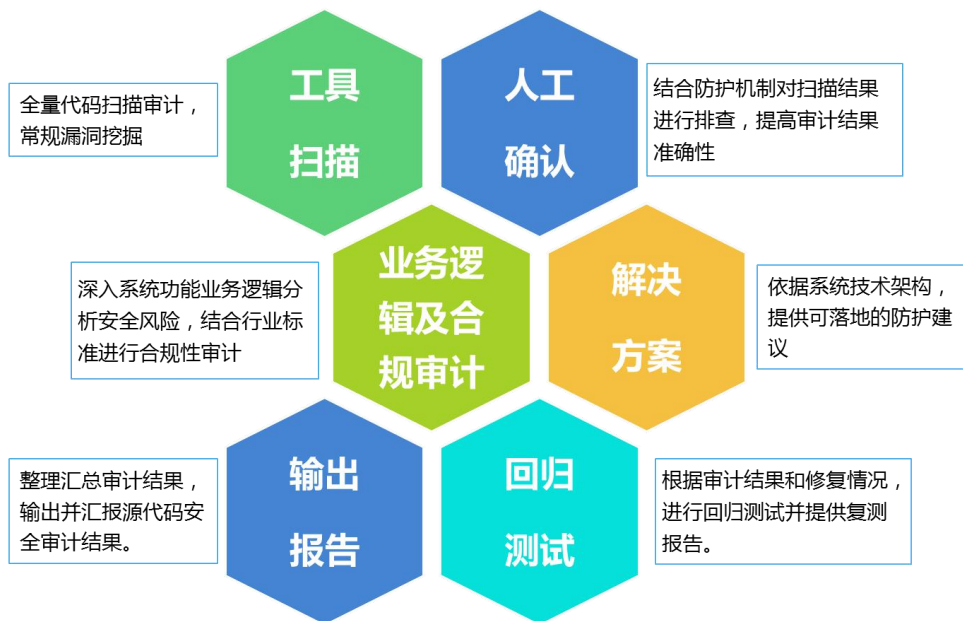 工具
扫描
全量代码扫描审计，
常规漏洞挖掘
人工
确认
结合防护机制对扫描结果
进行排查，提高审计结果
准确性
业务逻
辑及合
规审计
深入系统功能业务逻辑分
析安全风险，结合行业标
准进行合规性审计
解决
方案
依据系统技术架构，
提供可落地的防护建
议
输出
报告
整理汇总审计结果，
输出并汇报源代码安
全审计结果。
回归
测试
根据审计结果和修复情况，
进行回归测试并提供复测
报告。